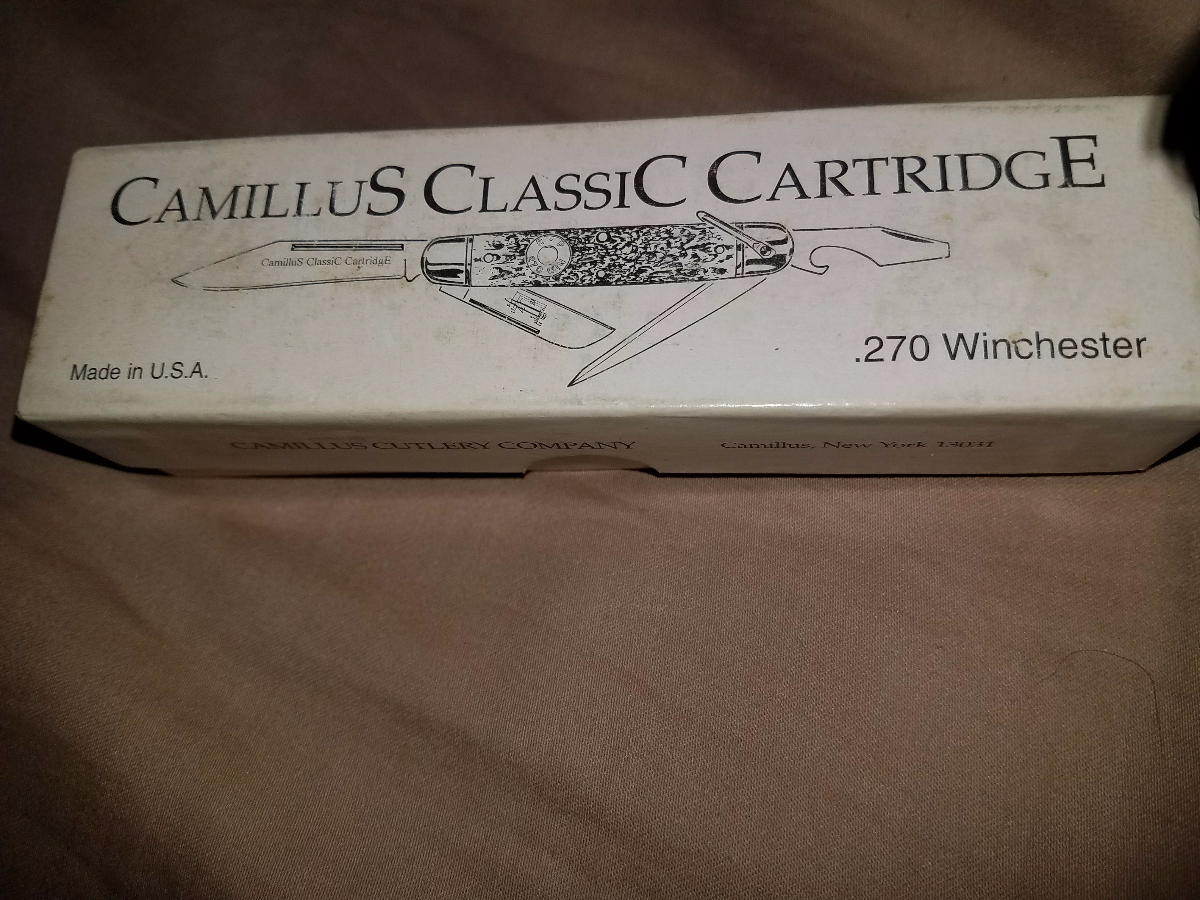 CAMILLUS CLASSIC CARTRIDGE
CamilluS ClassiC CartridgE
.270 Winchester
Made in U.S.A.
CAMILLUS CUTLERY COMPANY Camillus, New York 13031